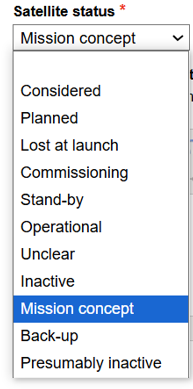 Satellite status *
Mission concept
Considered
Planned
Lost at launch
Commissioning
Stand-by
Operational
Unclear
Inactive
Mission concept
Back-up
Presumably inactive